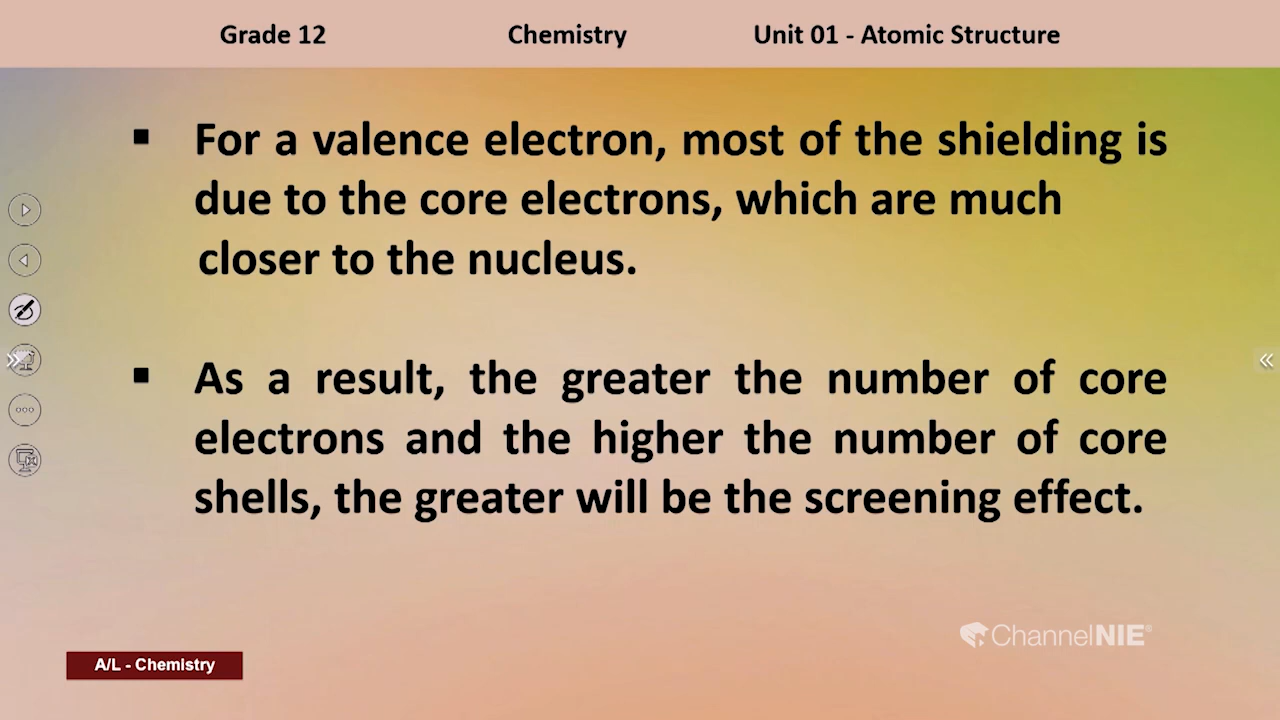 Grade 12 Chemistry Unit 01 - Atomic Structure
▪ For a valence electron, most of the shielding is
due to the core electrons, which are much
closer to the nucleus.
▪ As a result, the greater the number of core
electrons and the higher the number of core
shells, the greater will be the screening effect.
ChannelNIE®
A/L - Chemistry